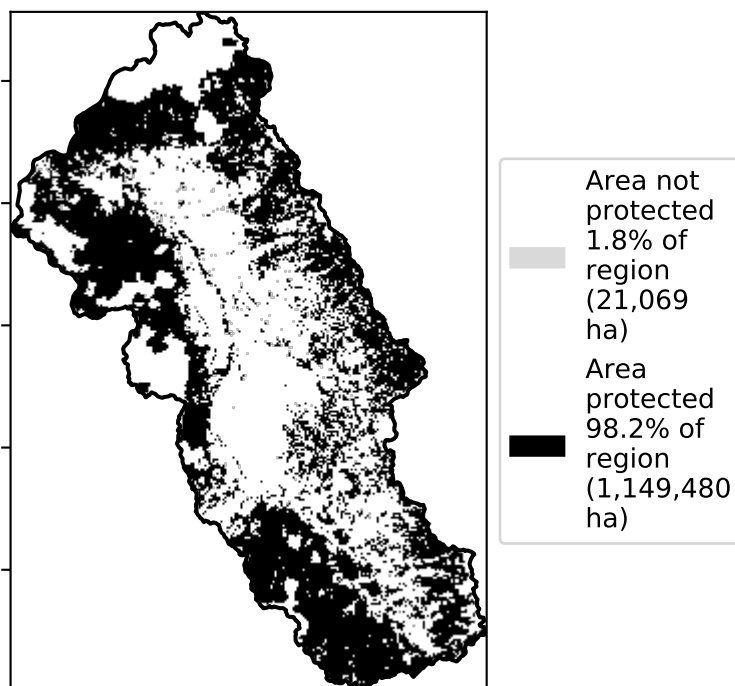 Area not
protected
1.8% of
region
(21,069
ha)
Area
protected
98.2% of
region
(1,149,480
ha)